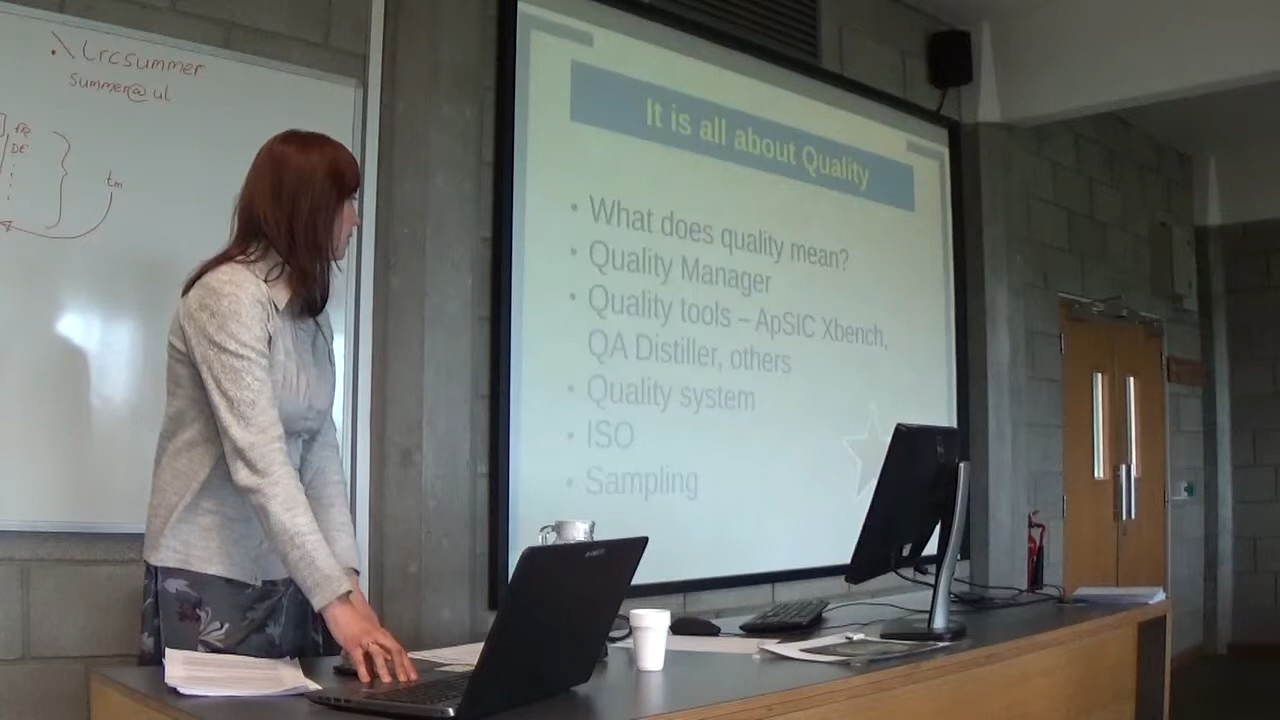 .\lrcsummer
summer@ul
FR
DE
tm
It is all about Quality
• What does quality mean?
• Quality Manager
• Quality tools – ApSIC Xbench,
QA Distiller, others
• Quality system
• ISO
• Sampling